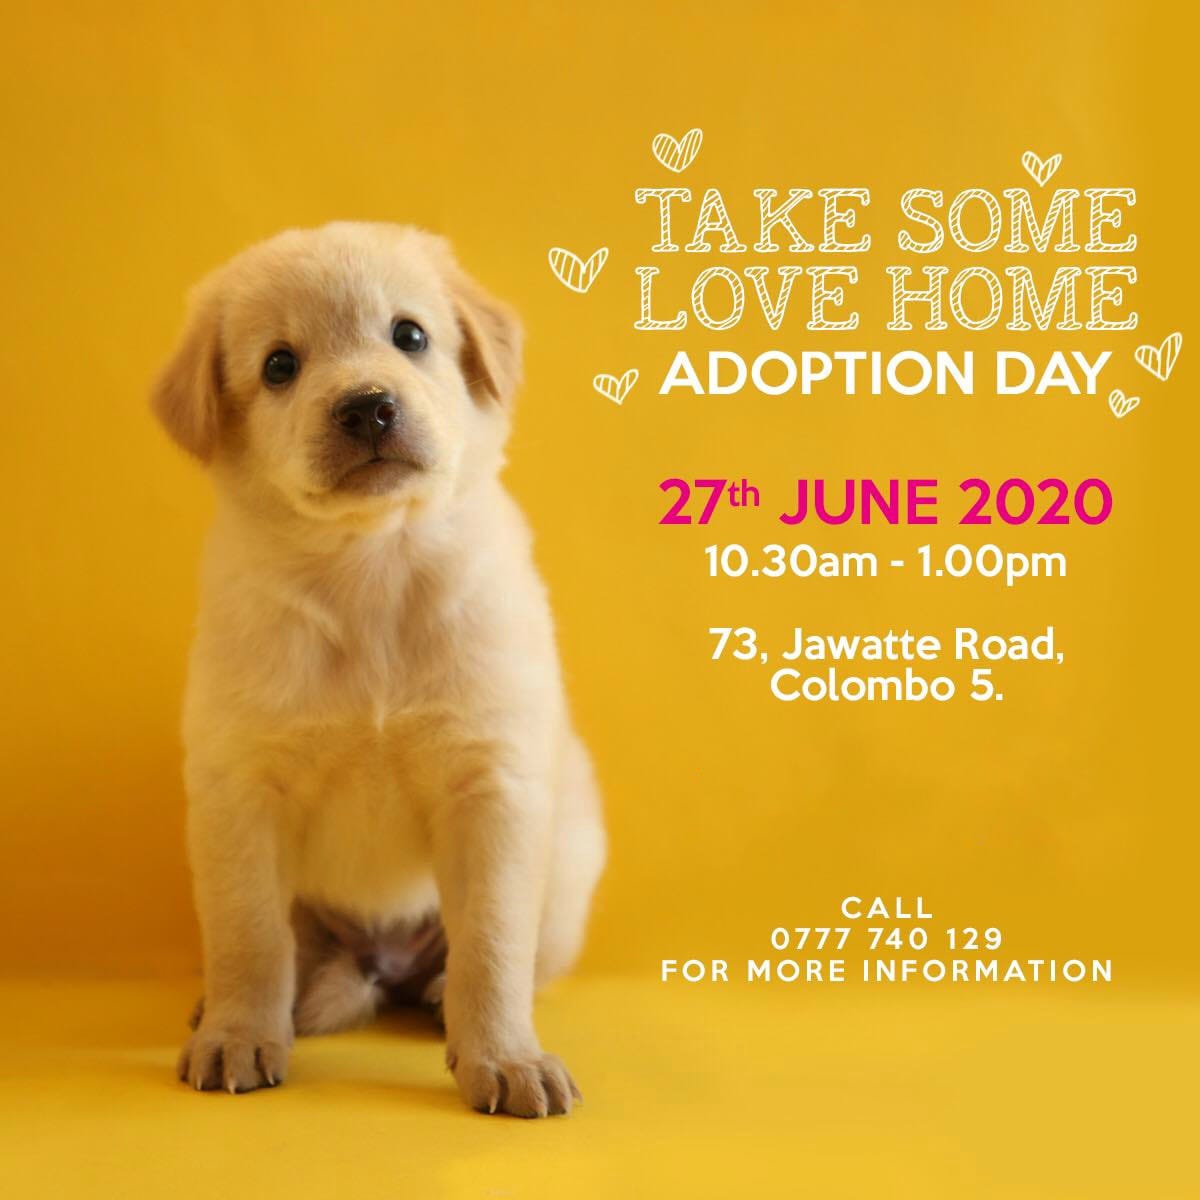 TAKE SOME
LOVE HOME
ADOPTION DAY
27th JUNE 2020
10.30am - 1.00pm
73, Jawatte Road,
Colombo 5.
CALL
0777 740 129
FOR MORE INFORMATION